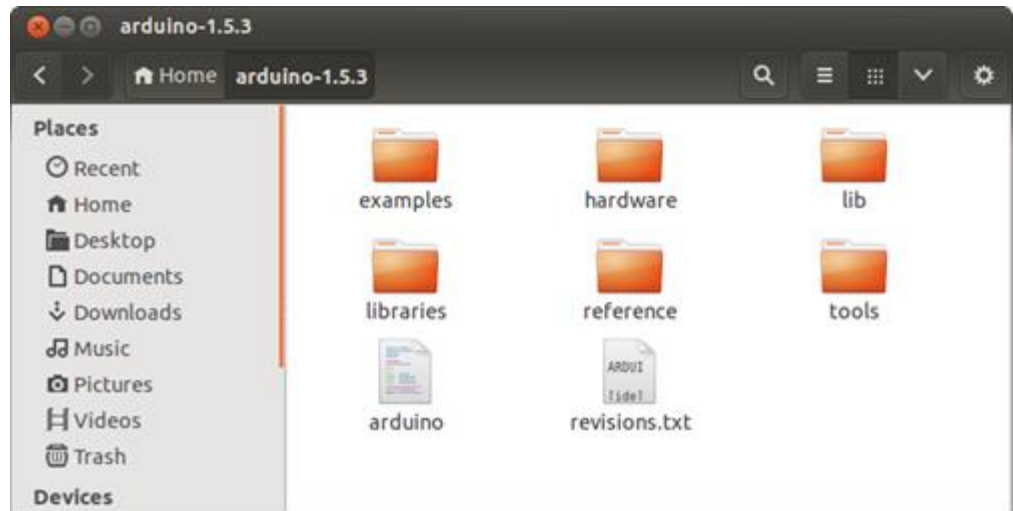 arduino-1.5.3
Home arduino-1.5.3
Places
Recent
Home
Desktop
Documents
Downloads
Music
Pictures
Videos
Trash
Devices
examples hardware lib
libraries reference tools
ARDUI
[ide]
arduino revisions.txt